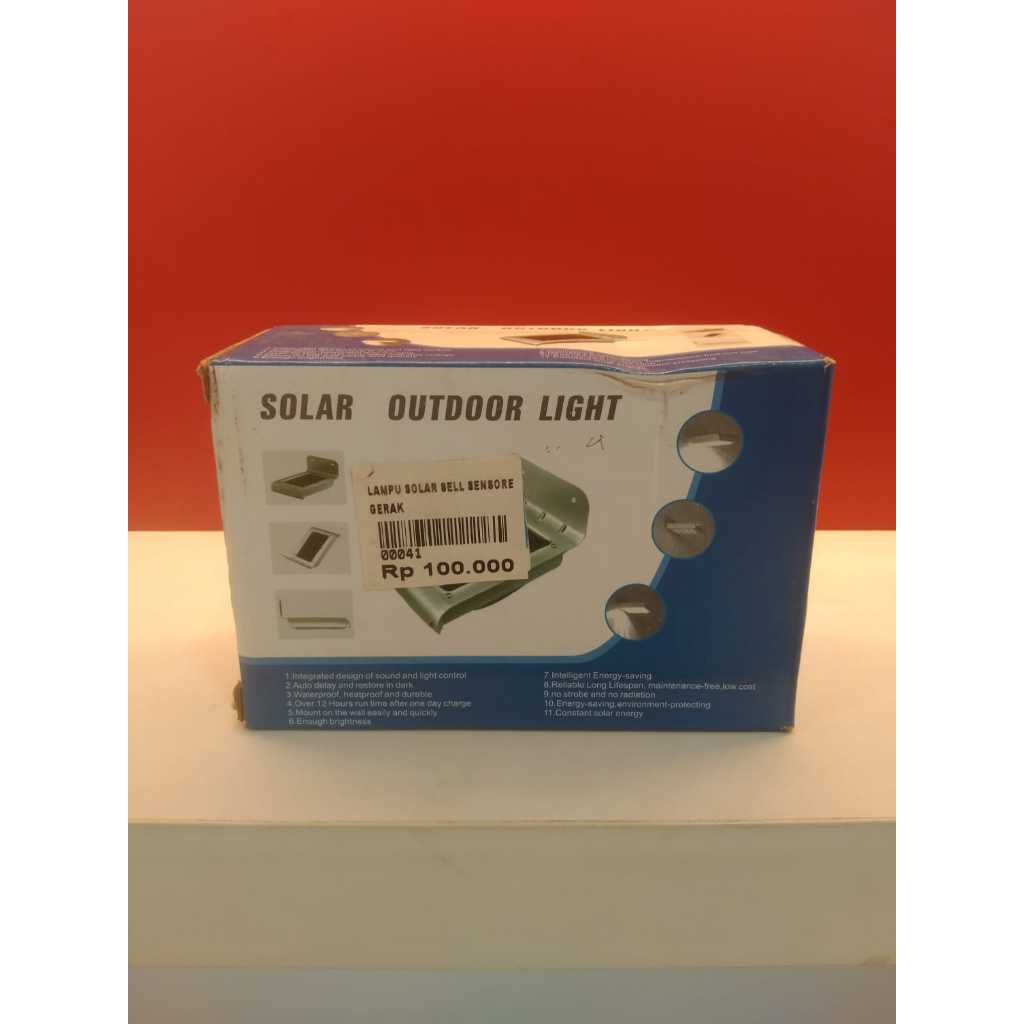 SOLAR OUTDOOR LIGHT
SOLAR OUTDOOR LIGHT
LAMPU SOLAR SELL SENSORE
GERAK
00041
Rp 100.000
1.Integrated design of sound and light control
2.Auto delay and restore in dark
3.Waterproof, heatproof and durable
4.Over 12 Hours run time after one day charge
5.Mount on the wall easily and quickly
6.Enough brightness
7.Intelligent Energy-saving
8.Reliable Long Lifespan, maintenance-free,low cost
9.no strobe and no radiation
10.Energy-saving,environment-protecting
11.Constant solar energy